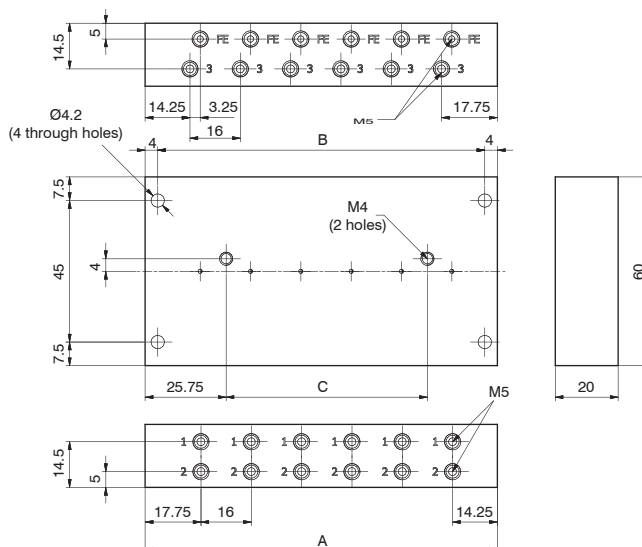 5
14.5
PE PE PE PE PE PE
3 3 3 3 3 3
14.25 3.25 M5 17.75
16
Ø4.2
(4 through holes)
4 B 4
7.5
M4
(2 holes)
45
4
60
7.5
25.75 C 20
M5
1 1 1 1 1 1
14.5
2 2 2 2 2 2
5
17.75 16 14.25
A